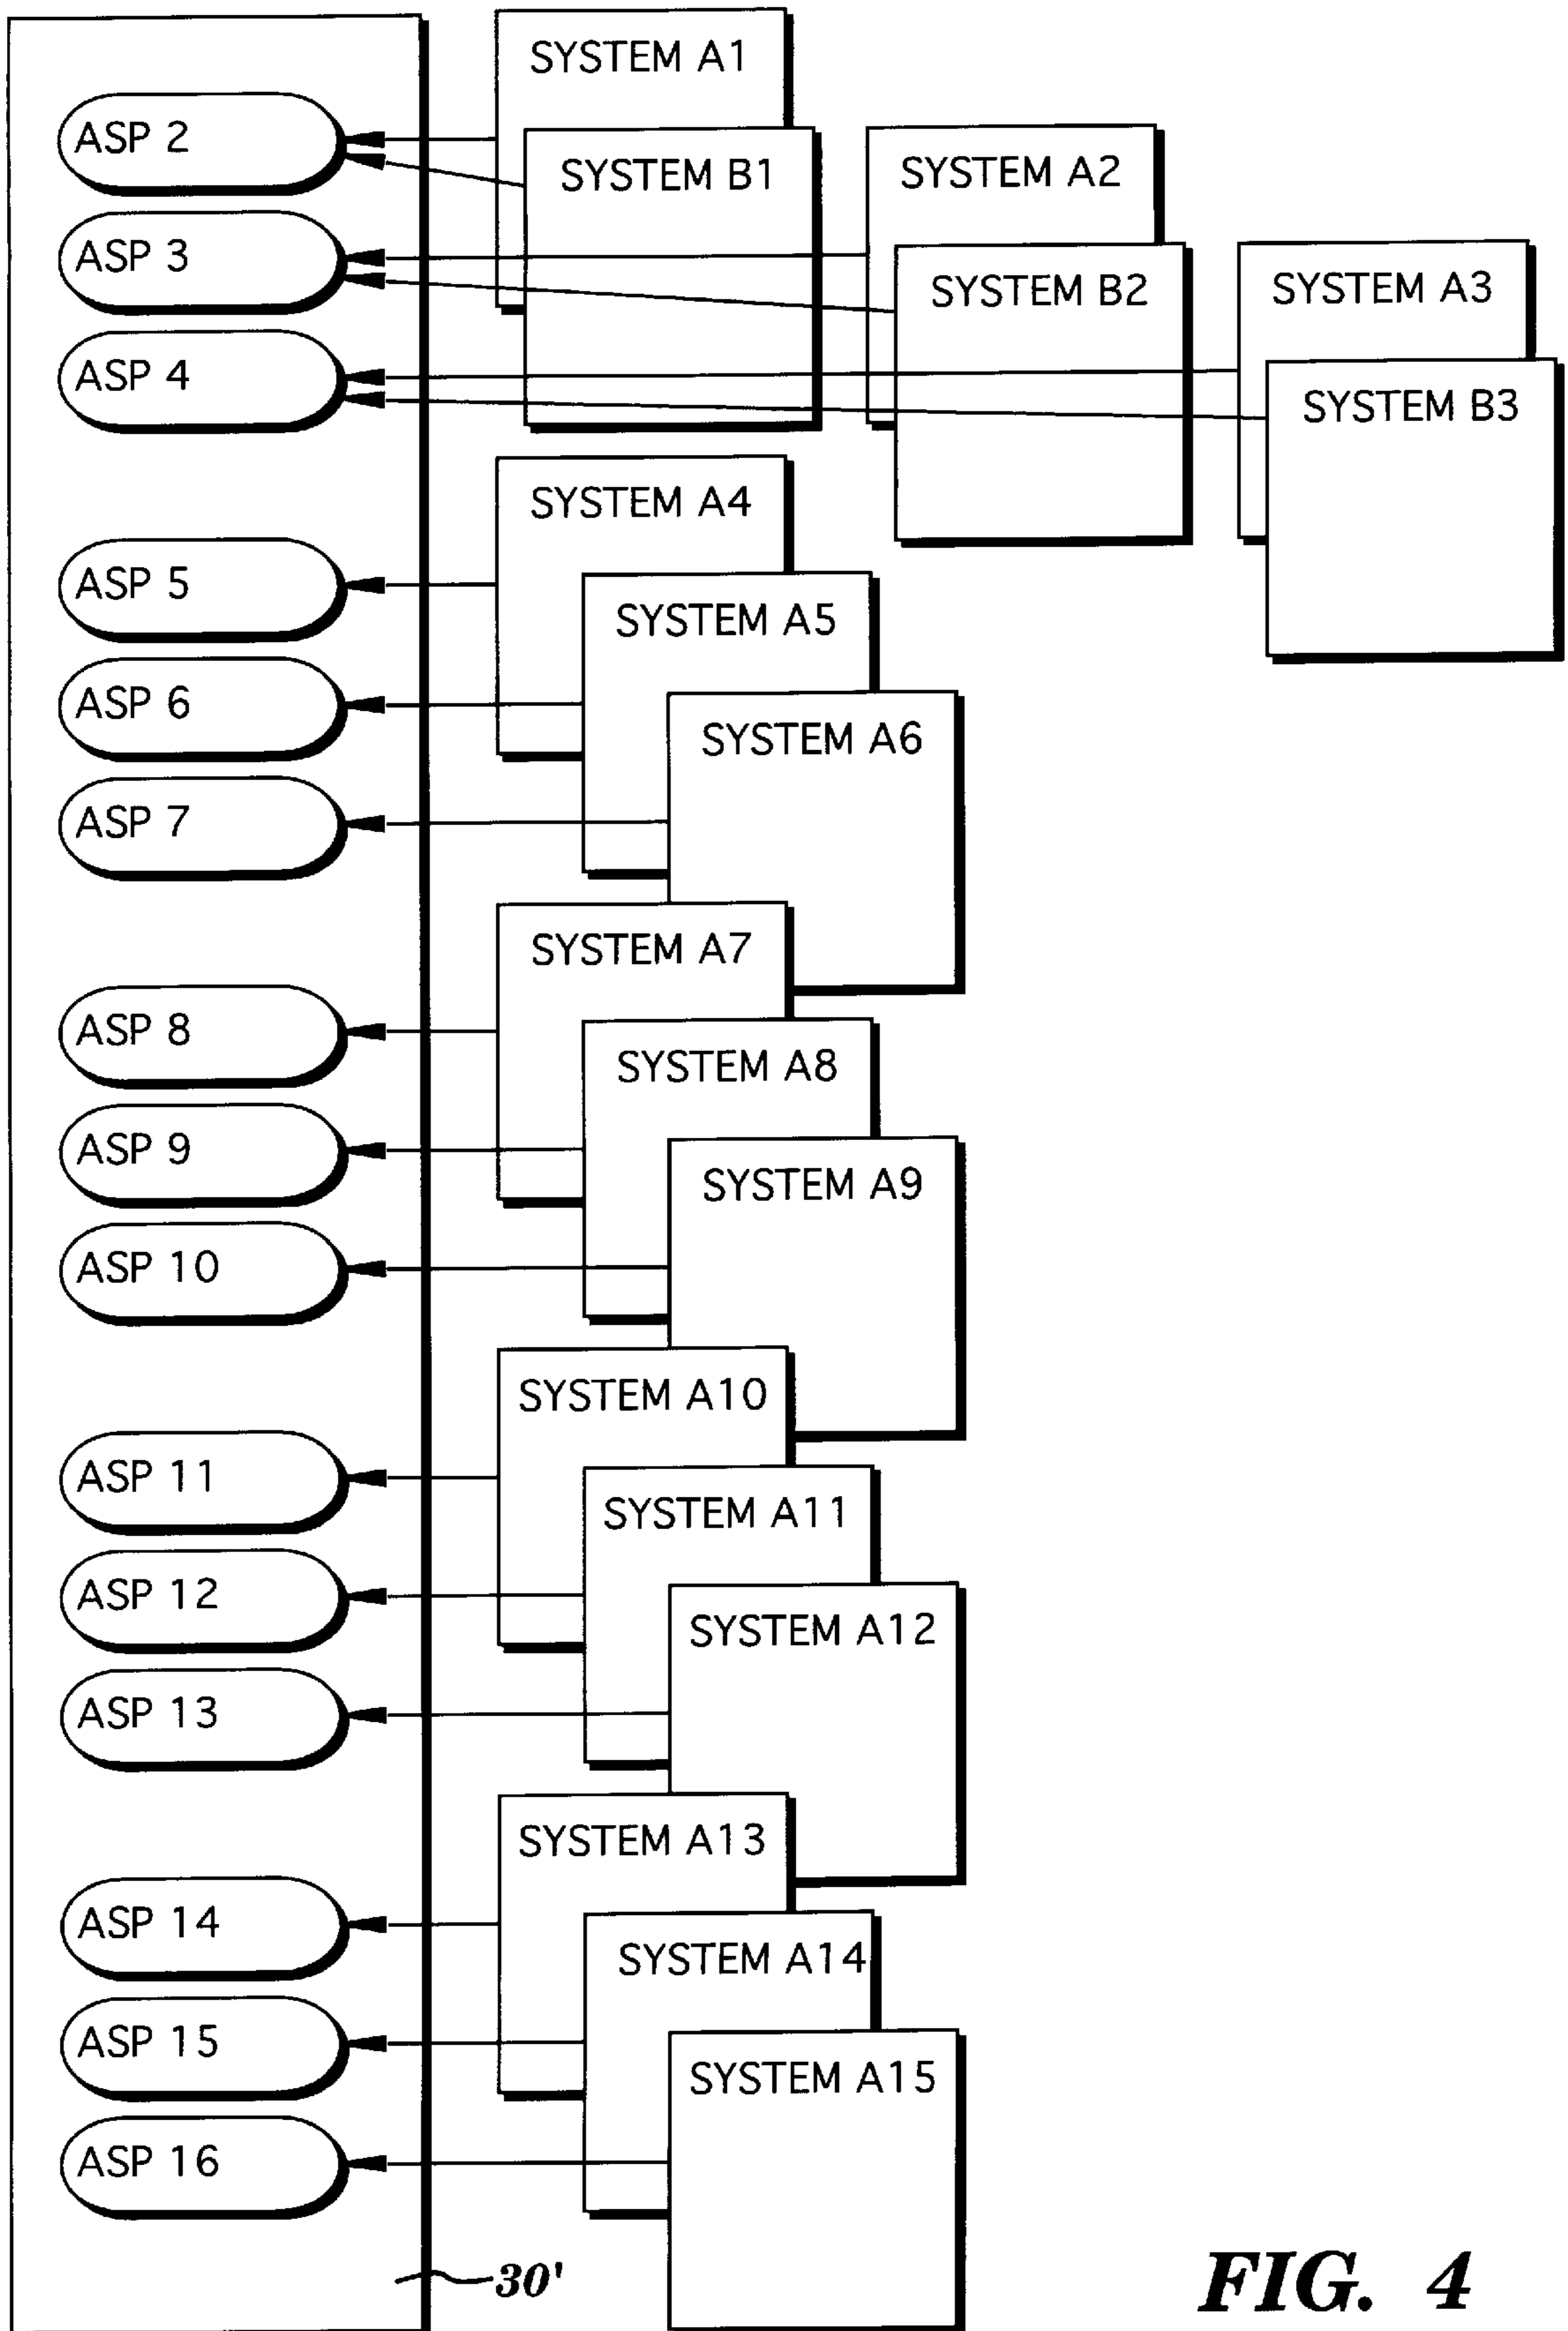 SYSTEM A1
ASP 2
SYSTEM B1
SYSTEM A2
ASP 3
SYSTEM B2
SYSTEM A3
ASP 4
SYSTEM B3
SYSTEM A4
ASP 5
SYSTEM A5
ASP 6
SYSTEM A6
ASP 7
SYSTEM A7
ASP 8
SYSTEM A8
ASP 9
SYSTEM A9
ASP 10
SYSTEM A10
ASP 11
SYSTEM A11
ASP 12
SYSTEM A12
ASP 13
SYSTEM A13
ASP 14
SYSTEM A14
ASP 15
SYSTEM A15
ASP 16
30'
FIG. 4